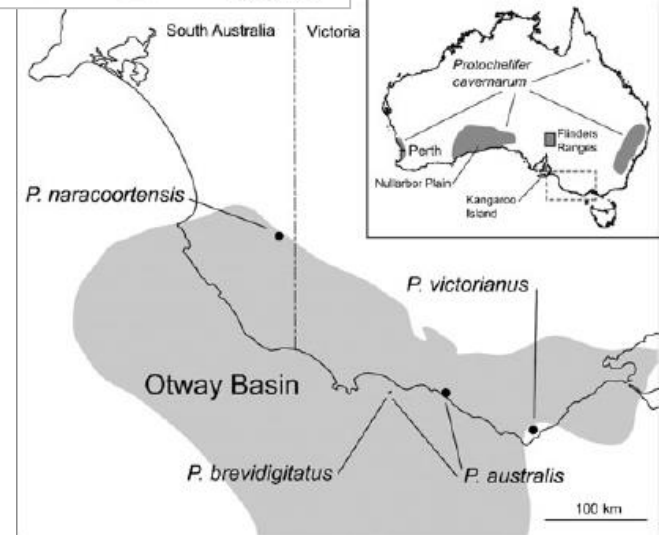 South Australia
Victoria
Protochelifer
cavernarum
Perth
Flinders
Ranges
Nullarbor Plain
Kangaroo
Island
P. naracoortensis
P. victorianus
Otway Basin
P. brevidigitatus
P. australis
100 km